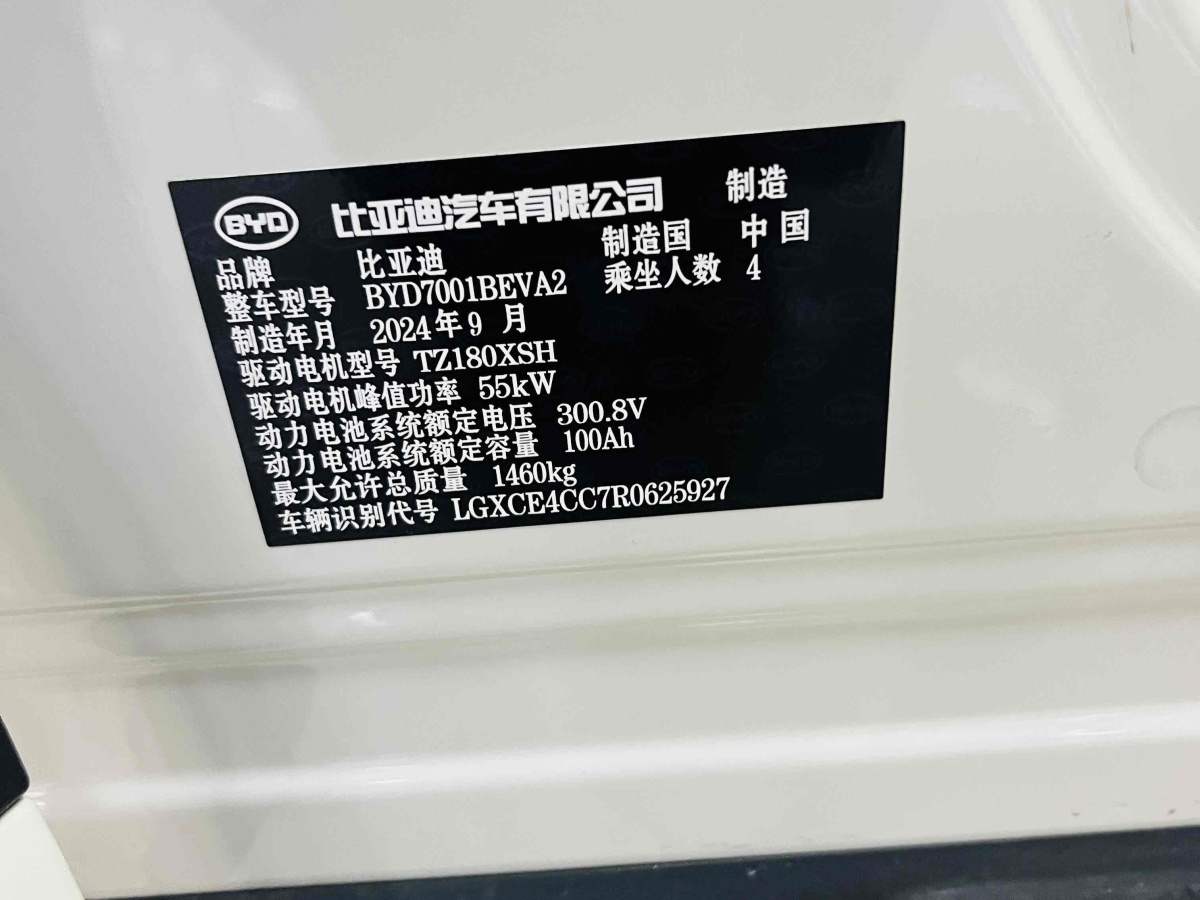 BYD 比亚迪汽车有限公司 制造
品牌 比亚迪 制造国 中国
整车型号 BYD7001BEVA2 乘坐人数 4
制造年月 2024年9月
驱动电机型号 TZ180XSH
驱动电机峰值功率 55kW
动力电池系统额定电压 300.8V
动力电池系统额定容量 100Ah
最大允许总质量 1460kg
车辆识别代号 LGXCE4CC7R0625927